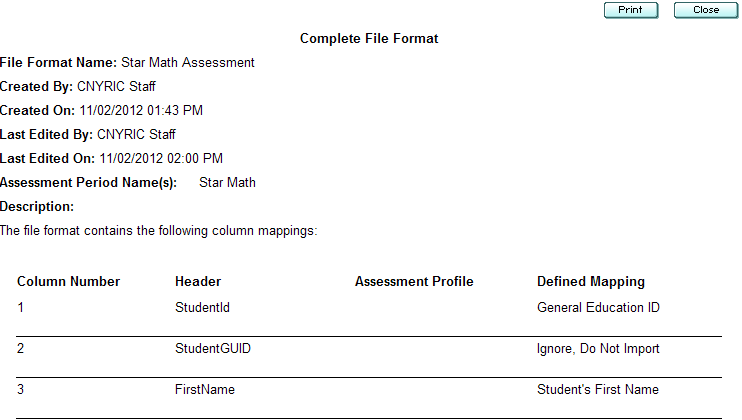 Print Close
Complete File Format
File Format Name: Star Math Assessment
Created By: CNYRIC Staff
Created On: 11/02/2012 01:43 PM
Last Edited By: CNYRIC Staff
Last Edited On: 11/02/2012 02:00 PM
Assessment Period Name(s): Star Math
Description:
The file format contains the following column mappings:
Column Number Header Assessment Profile Defined Mapping
1 StudentId General Education ID
2 StudentGUID Ignore, Do Not Import
3 FirstName Student's First Name